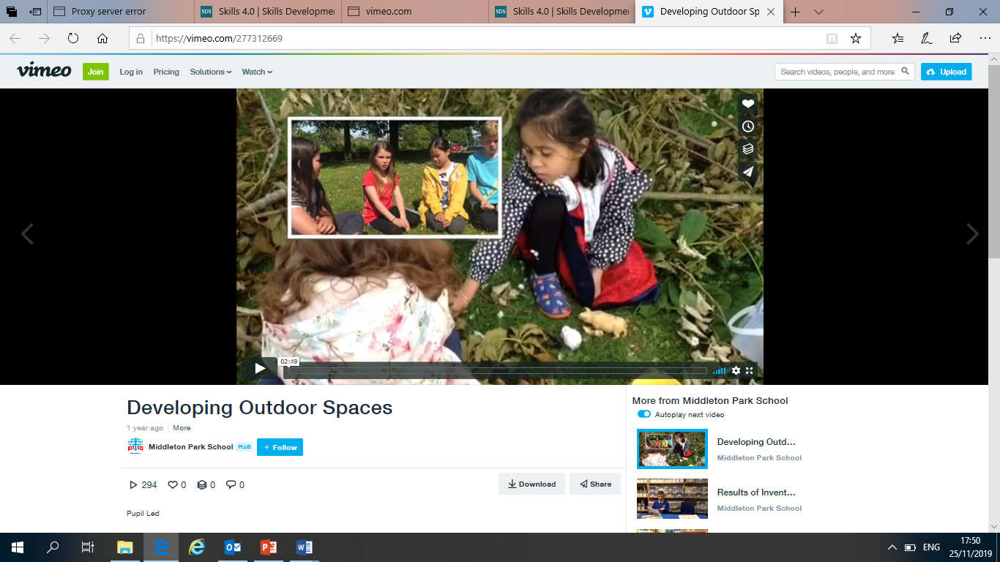 Proxy server error
SDS Skills 4.0 | Skills Developmer
vimeo.com
SDS Skills 4.0 | Skills Developmer
Developing Outdoor Sp
https://vimeo.com/277312669
vimeo Join Log in Pricing Solutions Watch
Search videos, people, and more
Upload
02:49
Developing Outdoor Spaces
1 year ago | More
Middleton Park School PLUS + Follow
294 0 0 0
Download Share
Pupil Led
More from Middleton Park School
Autoplay next video
Developing Outd...
Middleton Park School
Results of Invent...
Middleton Park School
ENG
17:50
25/11/2019